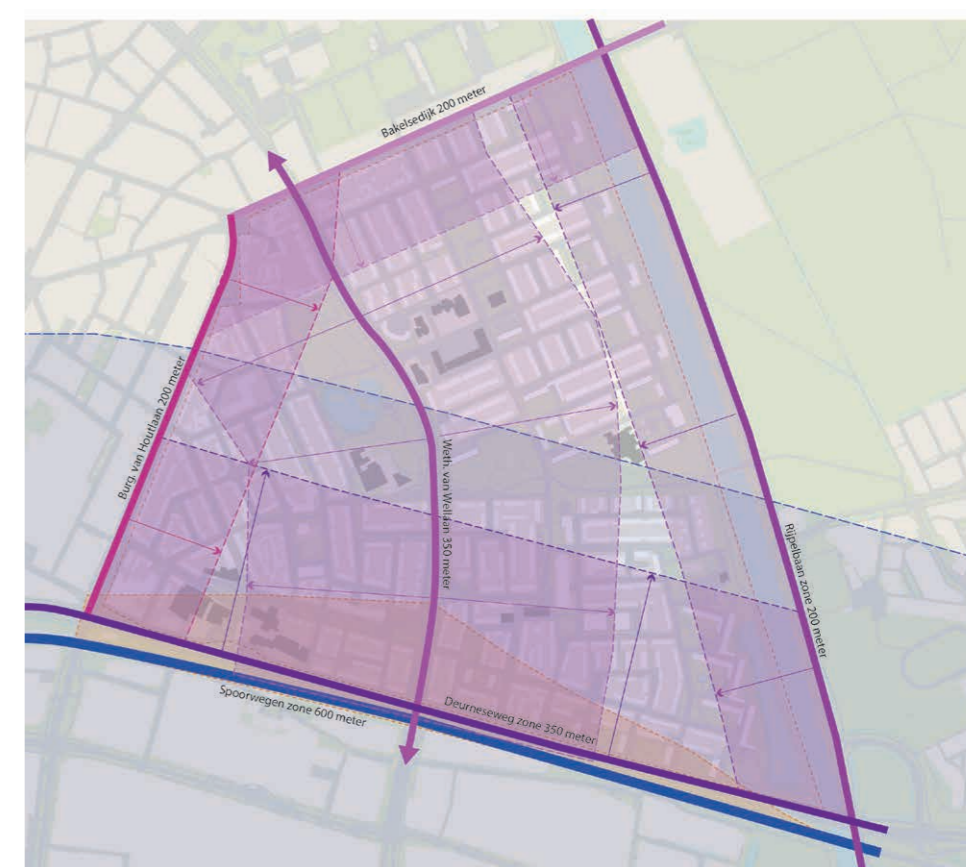 Bakelsedijk 200 meter
Burg. van Houtlaan 200 meter
Weth. van Wellaan 350 meter
Rijpelbaan zone 200 meter
Deurneseweg zone 350 meter
Spoorwegen zone 600 meter